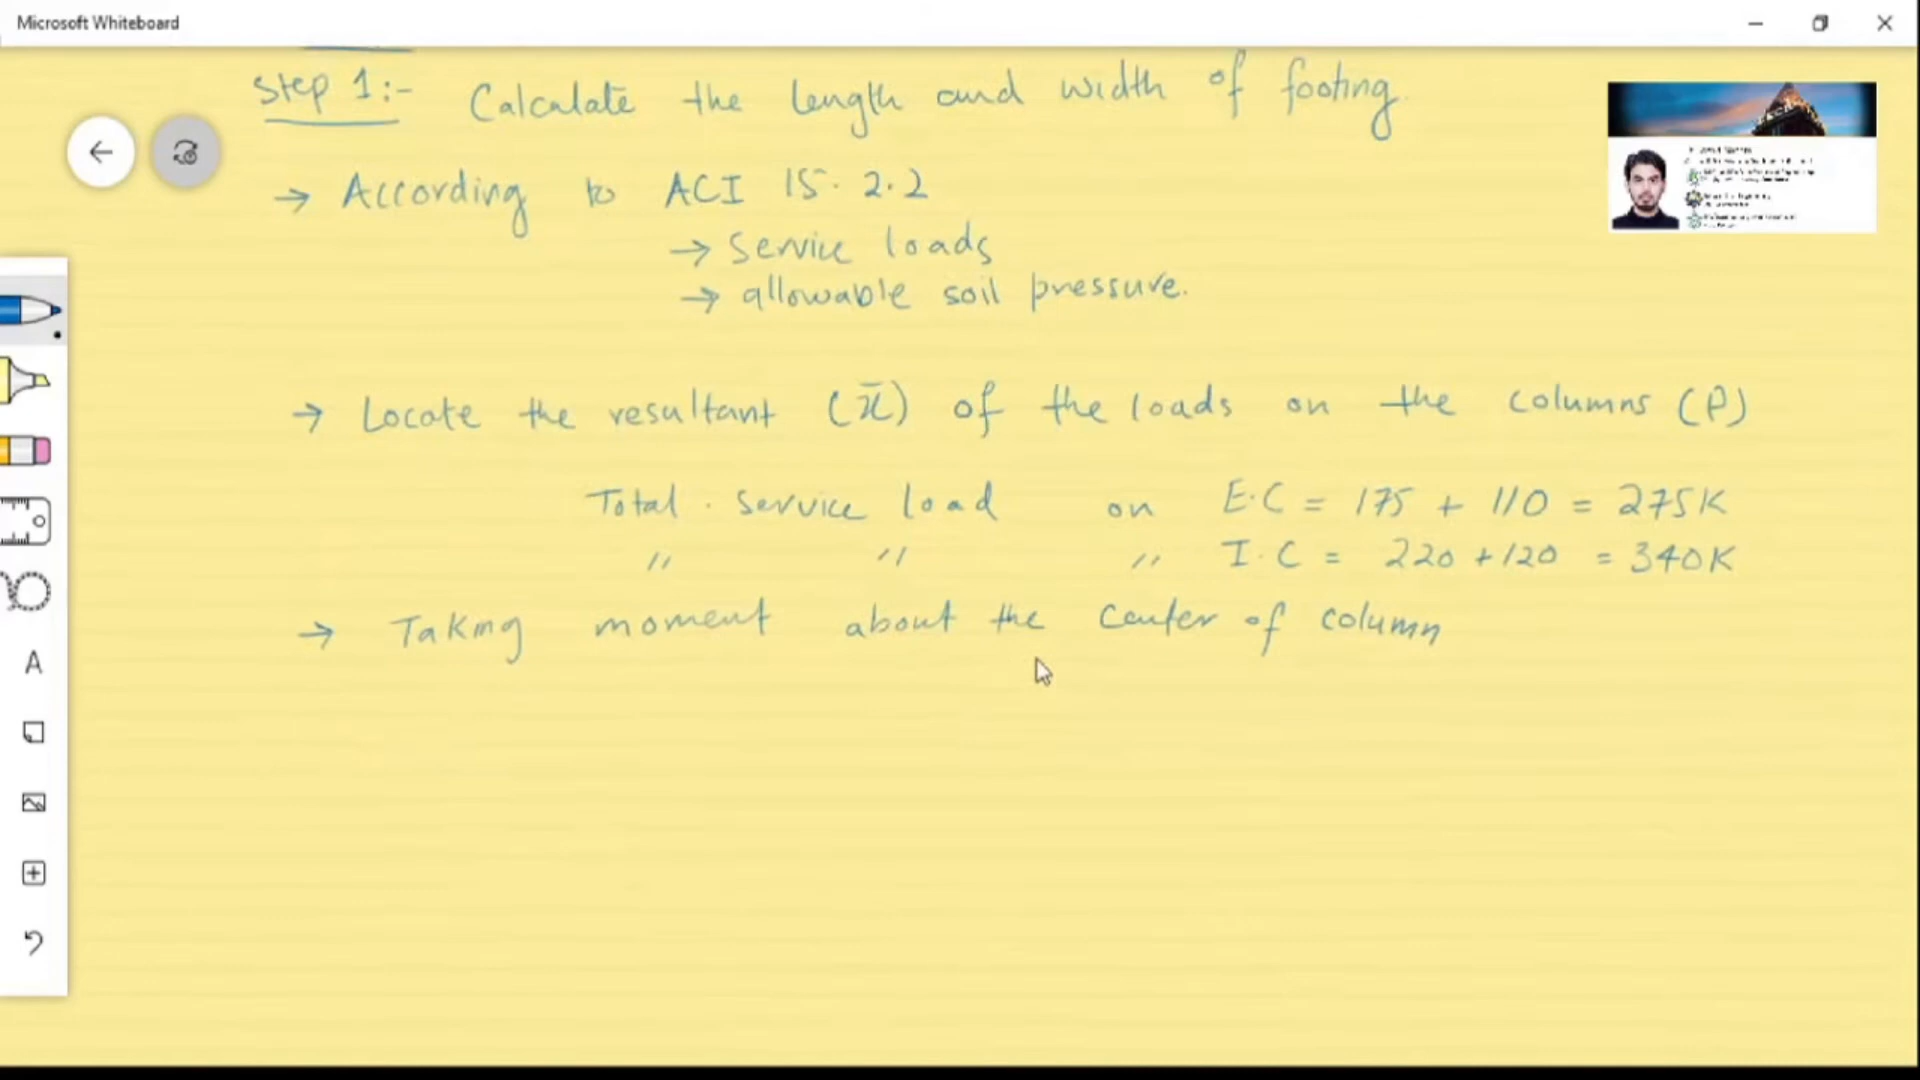 Microsoft Whiteboard
Step 1:- Calculate the length and width of footing.
→ According to ACI 15.2.2
→ Service loads
→ allowable soil pressure.
→ Locate the resultant (x̄) of the loads on the columns (P)
Total service load on E.C = 175 + 110 = 275K
〃 〃 〃 I.C = 220 + 120 = 340K
→ Taking moment about the center of column
A